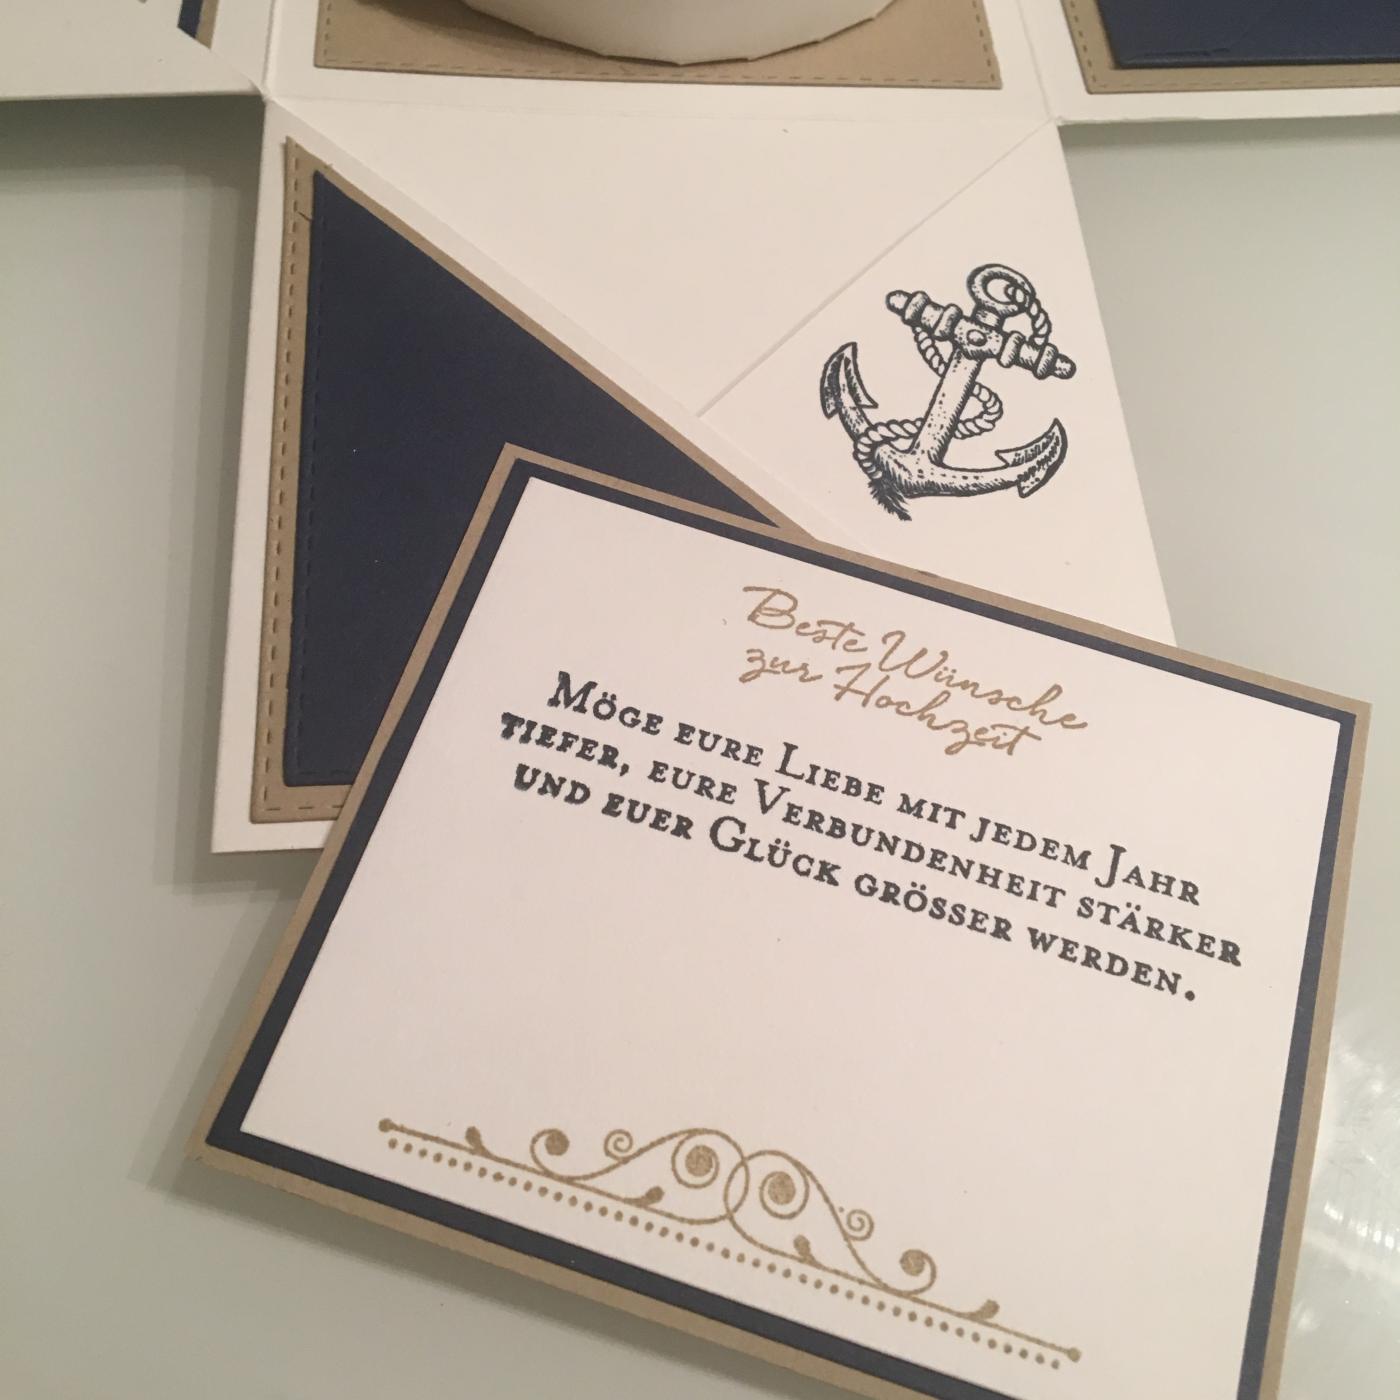 Beste Wünsche
zur Hochzeit
Möge eure Liebe mit jedem Jahr
tiefer, eure Verbundenheit stärker
und euer Glück grösser werden.